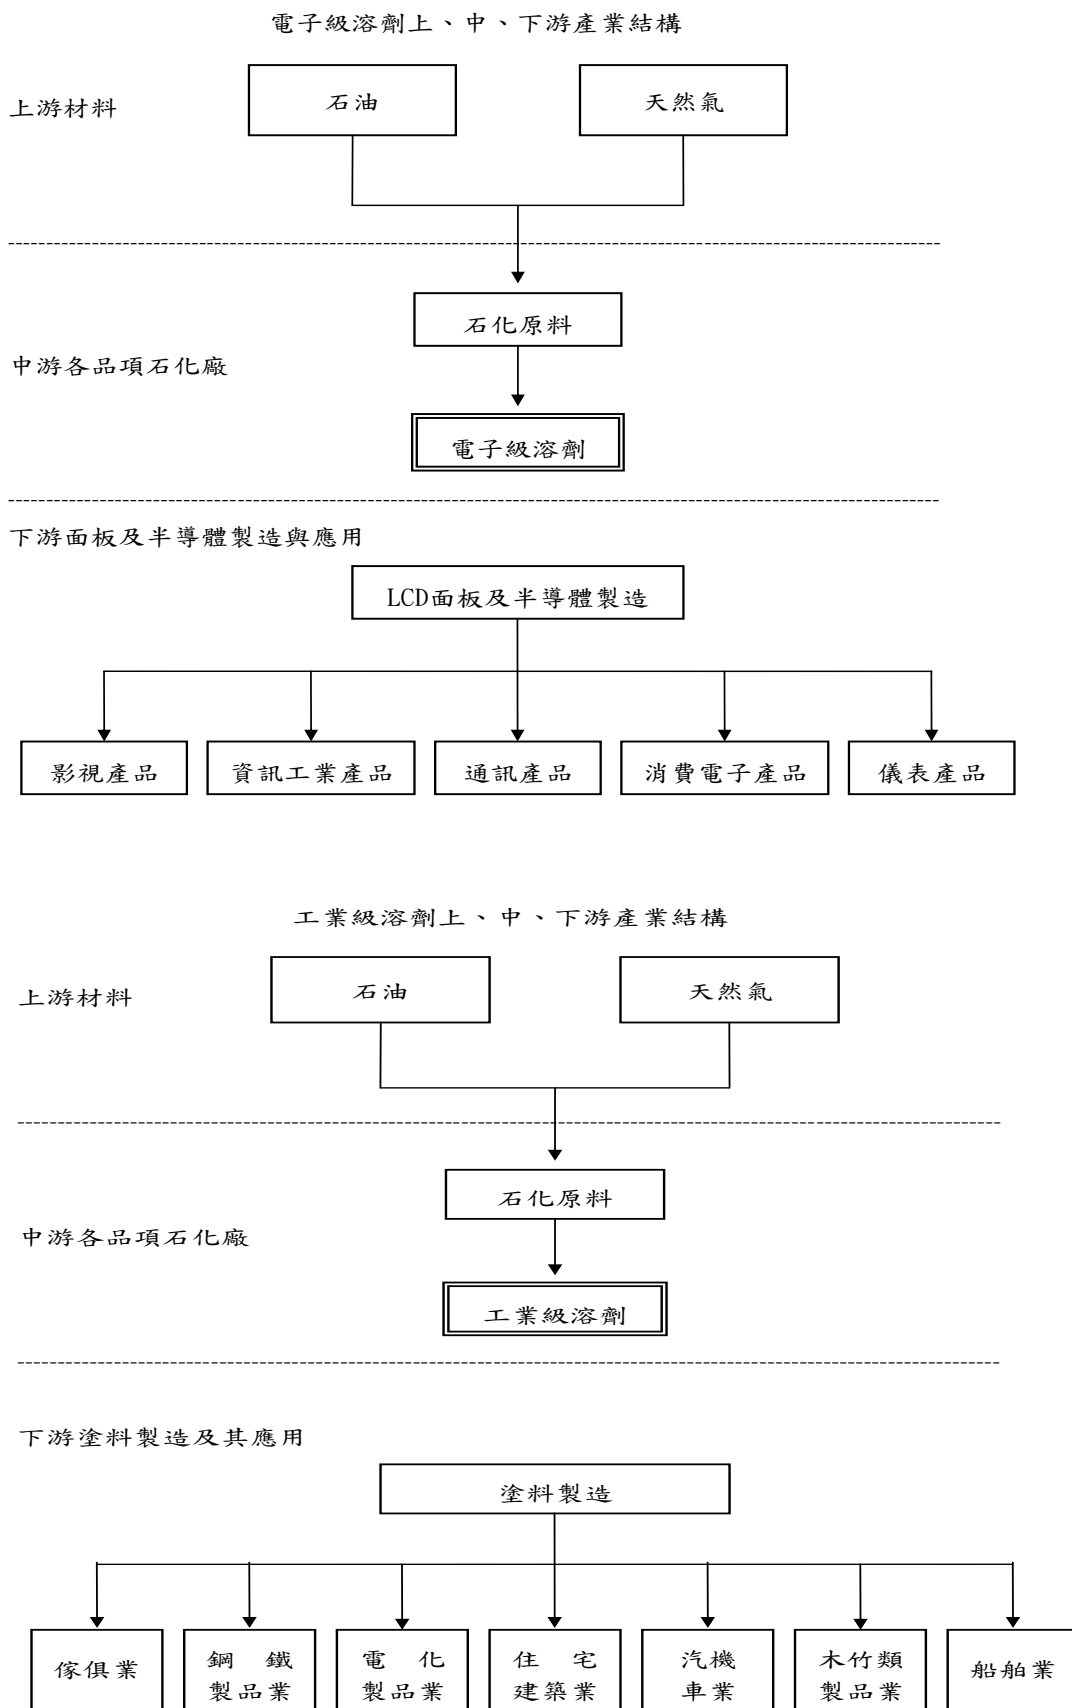 電子級溶劑上、中、下游產業結構
上游材料
石油
天然氣
石化原料
中游各品項石化廠
電子級溶劑
下游面板及半導體製造與應用
LCD面板及半導體製造
影視產品
資訊工業產品
通訊產品
消費電子產品
儀表產品
工業級溶劑上、中、下游產業結構
上游材料
石油
天然氣
石化原料
中游各品項石化廠
工業級溶劑
下游塗料製造及其應用
塗料製造
傢俱業
鋼 鐵
製品業
電 化
製品業
住 宅
建築業
汽機
車業
木竹類
製品業
船舶業